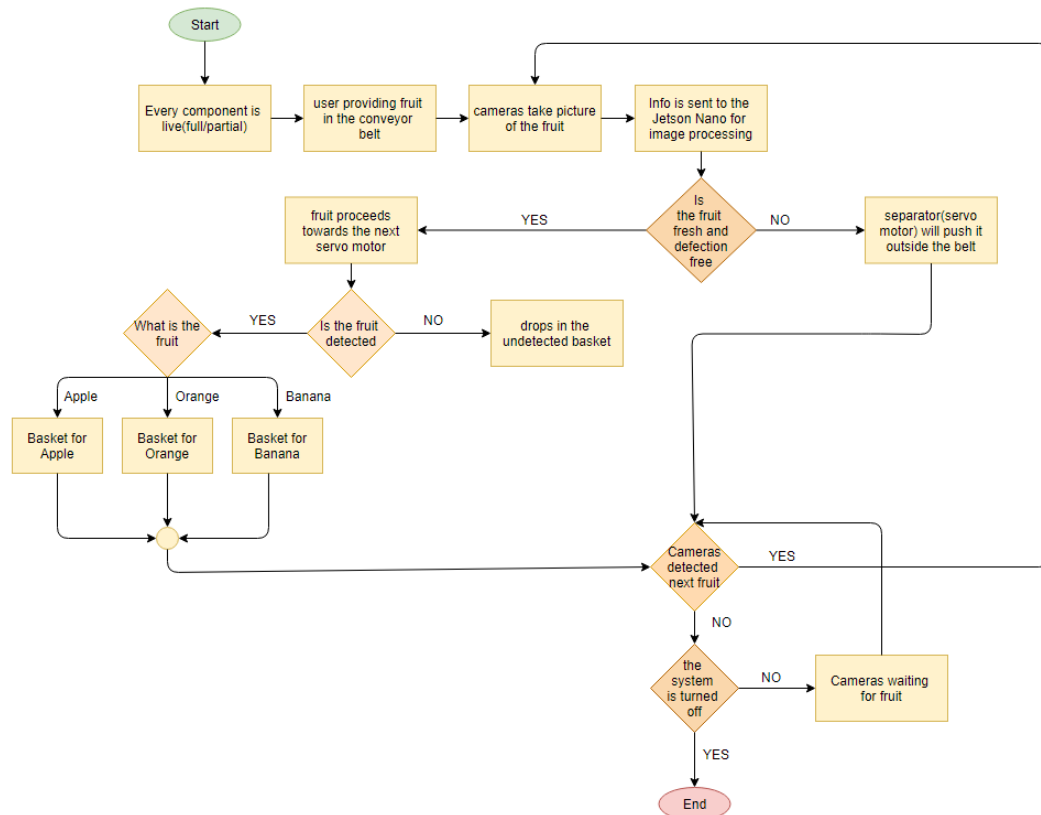 Start
Every component is
live(full/partial)
user providing fruit
in the conveyor
belt
cameras take picture
of the fruit
Info is sent to the
Jetson Nano for
image processing
Is
the fruit
fresh and
defection
free
YES
NO
fruit proceeds
towards the next
servo motor
separator(servo
motor) will push it
outside the belt
What is the
fruit
YES
Is the fruit
detected
NO
drops in the
undetected basket
Apple
Orange
Banana
Basket for
Apple
Basket for
Orange
Basket for
Banana
Cameras
detected
next fruit
YES
NO
the
system
is turned
off
NO
Cameras waiting
for fruit
YES
End